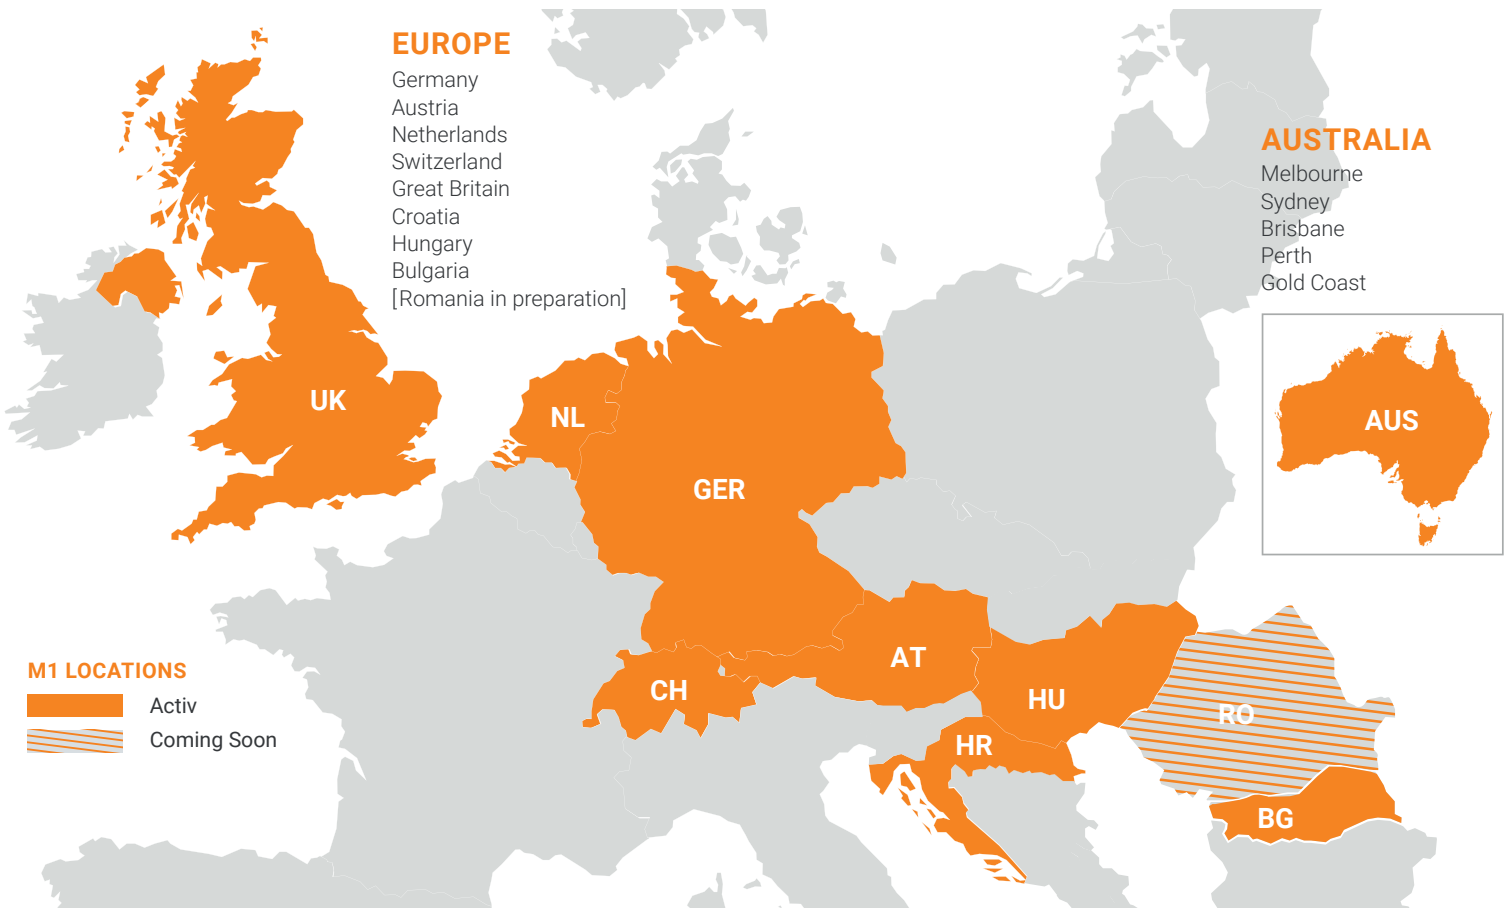 EUROPE
Germany
Austria
Netherlands
Switzerland
Great Britain
Croatia
Hungary
Bulgaria
[Romania in preparation]
AUSTRALIA
Melbourne
Sydney
Brisbane
Perth
Gold Coast
UK
NL
GER
AUS
AT
CH
HU
RO
HR
BG
M1 LOCATIONS
Activ
Coming Soon